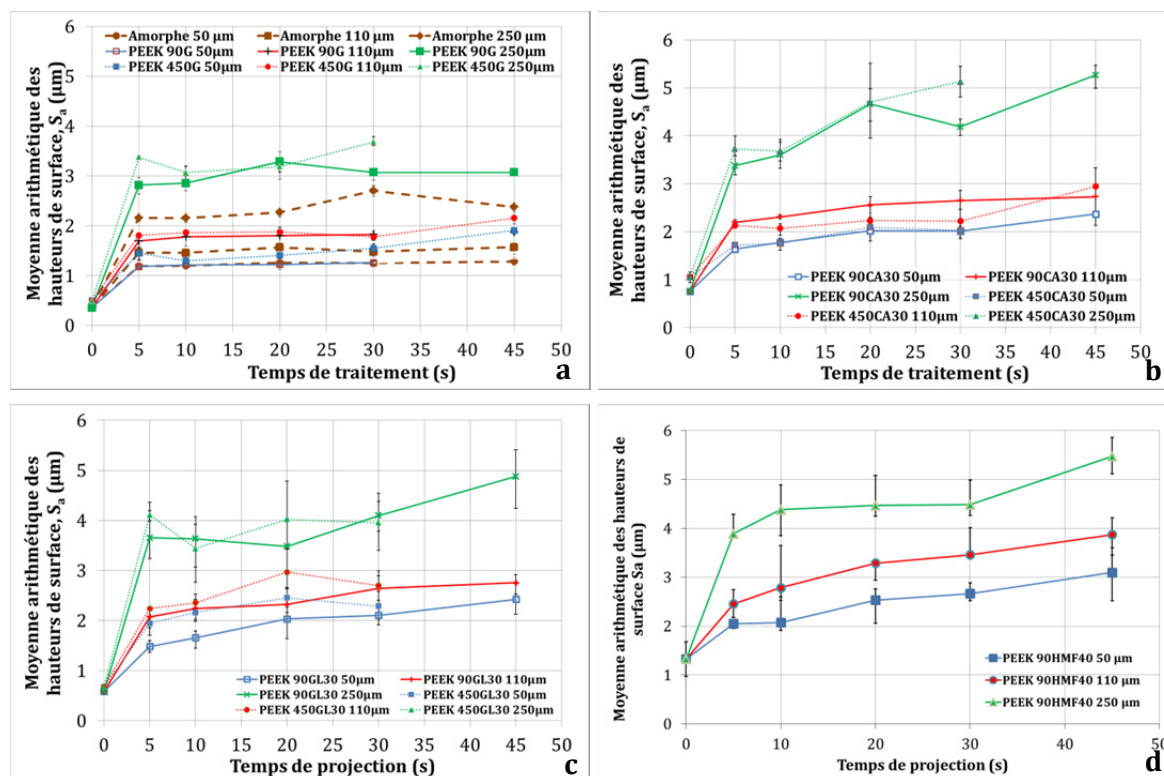 6
5
4
3
2
1
0
Moyenne arithmétique des
hauteurs de surface, Sa (µm)
Amorphe 50 µm Amorphe 110 µm Amorphe 250 µm
PEEK 90G 50µm PEEK 90G 110µm PEEK 90G 250µm
PEEK 450G 50µm PEEK 450G 110µm PEEK 450G 250µm
0 5 10 15 20 25 30 35 40 45 50
Temps de traitement (s)
a
6
5
4
3
2
1
0
Moyenne arithmétique des
hauteurs de surface, Sa (µm)
PEEK 90CA30 50µm PEEK 90CA30 110µm
PEEK 90CA30 250µm PEEK 450CA30 50µm
PEEK 450CA30 110µm PEEK 450CA30 250µm
0 5 10 15 20 25 30 35 40 45 50
Temps de traitement (s)
b
6
5
4
3
2
1
0
Moyenne arithmétique des
hauteurs de surface, Sa (µm)
PEEK 90GL30 50µm PEEK 90GL30 110µm
PEEK 90GL30 250µm PEEK 450GL30 50µm
PEEK 450GL30 110µm PEEK 450GL30 250µm
0 5 10 15 20 25 30 35 40 45 50
Temps de projection (s)
c
6
5
4
3
2
1
0
Moyenne arithmétique des hauteurs de
surface Sa (µm)
PEEK 90HMF40 50 µm
PEEK 90HMF40 110 µm
PEEK 90HMF40 250 µm
0 5 10 15 20 25 30 35 40 45 50
Temps de projection (s)
d